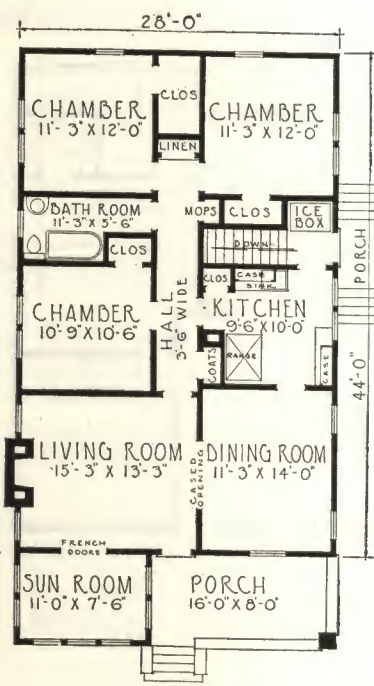 28'-0"
CHAMBER
11'-3" X 12'-0"
CLOS
CHAMBER
11'-3" X 12'-0"
LINEN
BATH ROOM
11'-3" X 5'-6"
MOPS
CLOS
ICE
BOX
DOWN
PORCH
CLOS
CHAMBER
10'-9" X 10'-6"
HALL
3'-6" WIDE
CLOS
CASE
SINK
KITCHEN
9'-6" X 10'-0"
COATS
RANGE
CASE
44'-0"
LIVING ROOM
15'-3" X 13'-3"
CASED
OPENING
DINING ROOM
11'-3" X 14'-0"
FRENCH
DOORS
SUN ROOM
11'-0" X 7'-6"
PORCH
16'-0" X 8'-0"